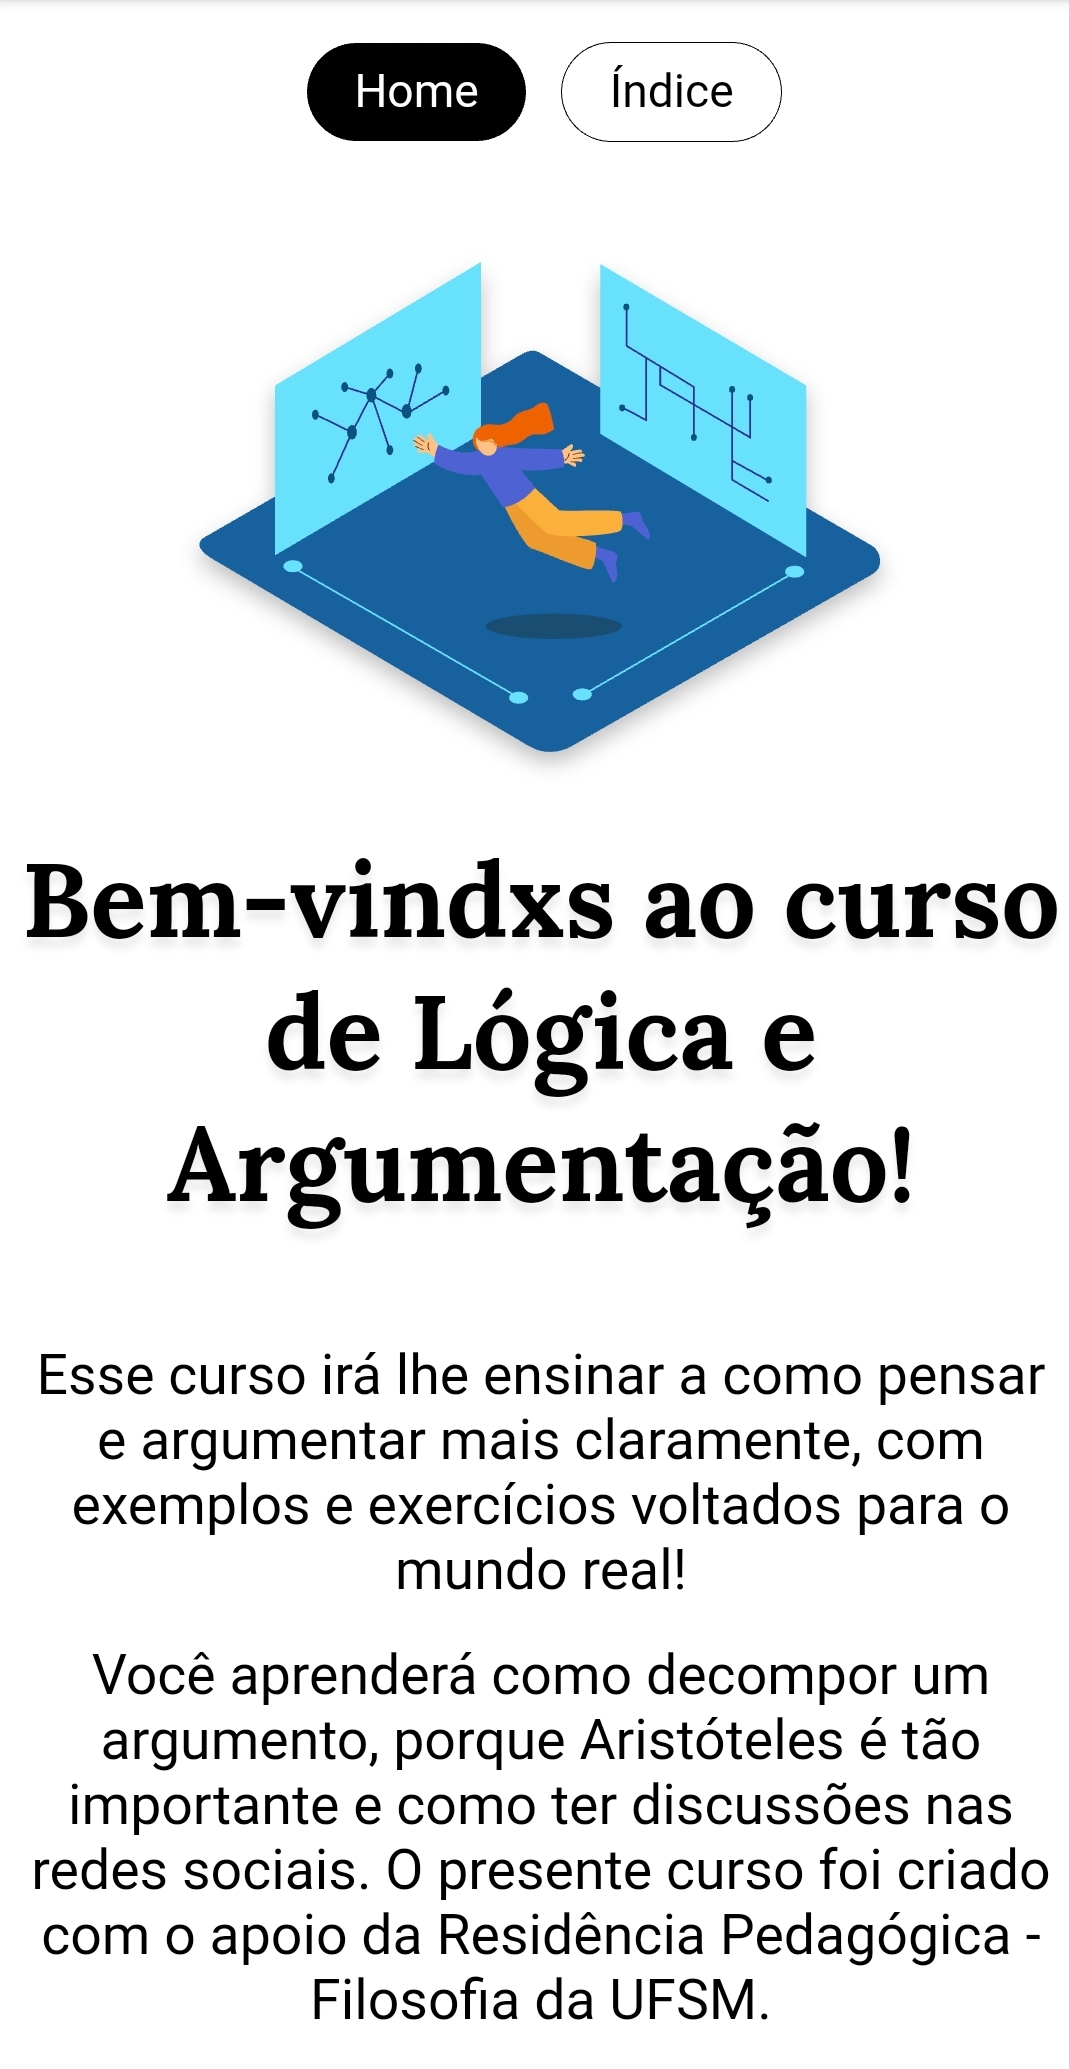 Home
Índice
Bem-vindxs ao curso
de Lógica e
Argumentação!
Esse curso irá lhe ensinar a como pensar
e argumentar mais claramente, com
exemplos e exercícios voltados para o
mundo real!
Você aprenderá como decompor um
argumento, porque Aristóteles é tão
importante e como ter discussões nas
redes sociais. O presente curso foi criado
com o apoio da Residência Pedagógica -
Filosofia da UFSM.